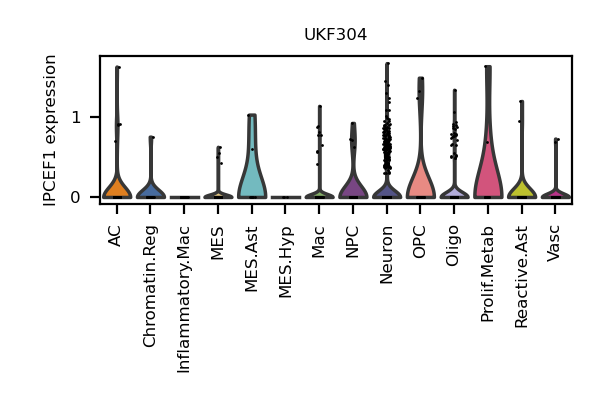 UKF304
IPCEF1 expression
1
0
AC
Chromatin.Reg
Inflammatory.Mac
MES
MES.Ast
MES.Hyp
Mac
NPC
Neuron
OPC
Oligo
Prolif.Metab
Reactive.Ast
Vasc